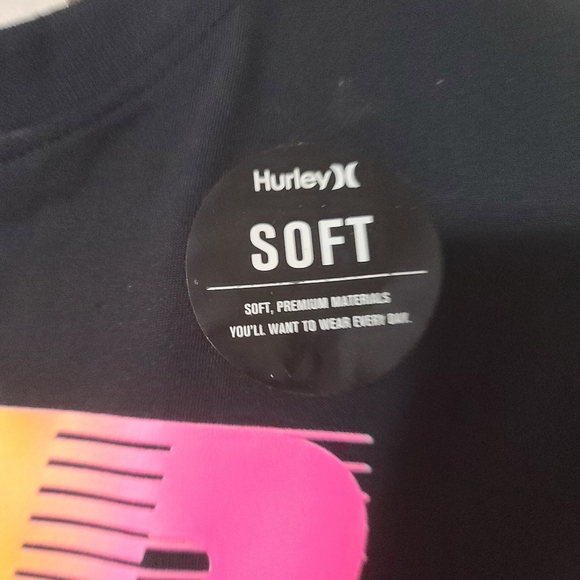 Hurley
SOFT
SOFT, PREMIUM MATERIALS
YOU'LL WANT TO WEAR EVERY DAY.